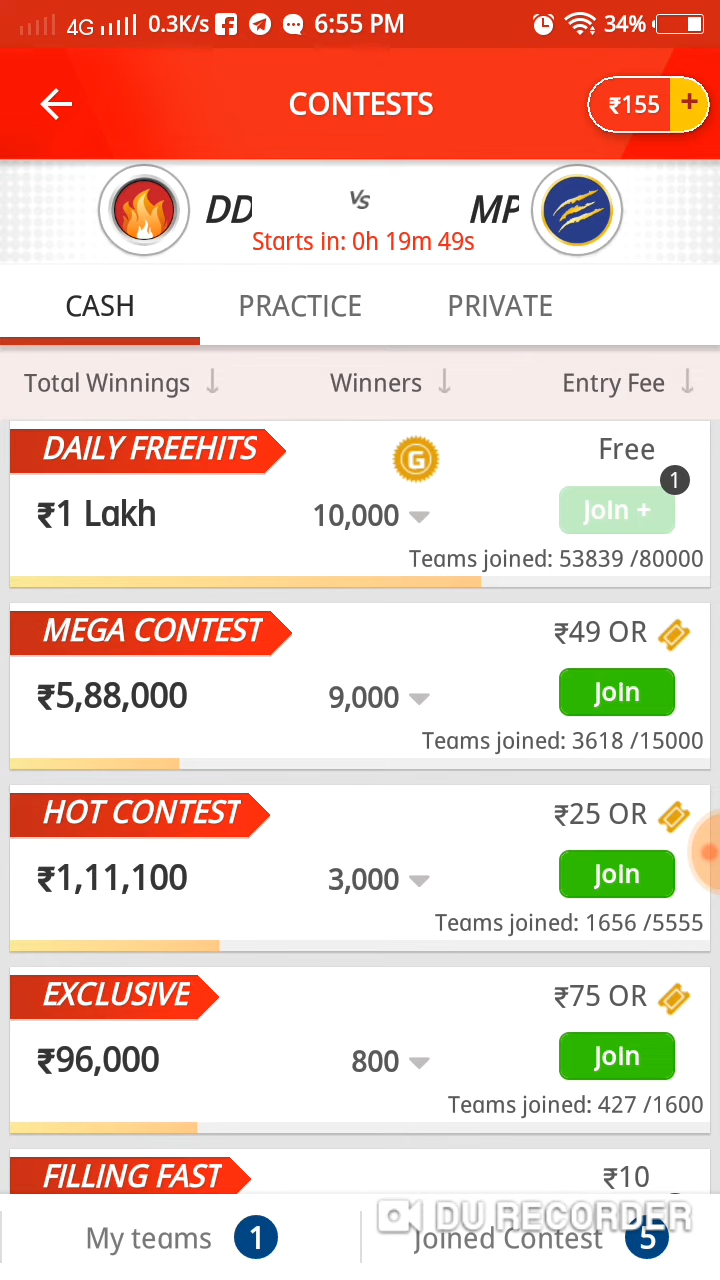 4G 0.3K/s 6:55 PM 34%
CONTESTS ₹155 +
DD VS MP
Starts in: 0h 19m 49s
CASH PRACTICE PRIVATE
Total Winnings ↓ Winners ↓ Entry Fee ↓
DAILY FREEHITS G Free
1
₹1 Lakh 10,000 Join +
Teams joined: 53839 /80000
MEGA CONTEST ₹49 OR
₹5,88,000 9,000 Join
Teams joined: 3618 /15000
HOT CONTEST ₹25 OR
₹1,11,100 3,000 Join
Teams joined: 1656 /5555
EXCLUSIVE ₹75 OR
₹96,000 800 Join
Teams joined: 427 /1600
FILLING FAST ₹10
DU RECORDER
My teams 1 Joined Contest 5